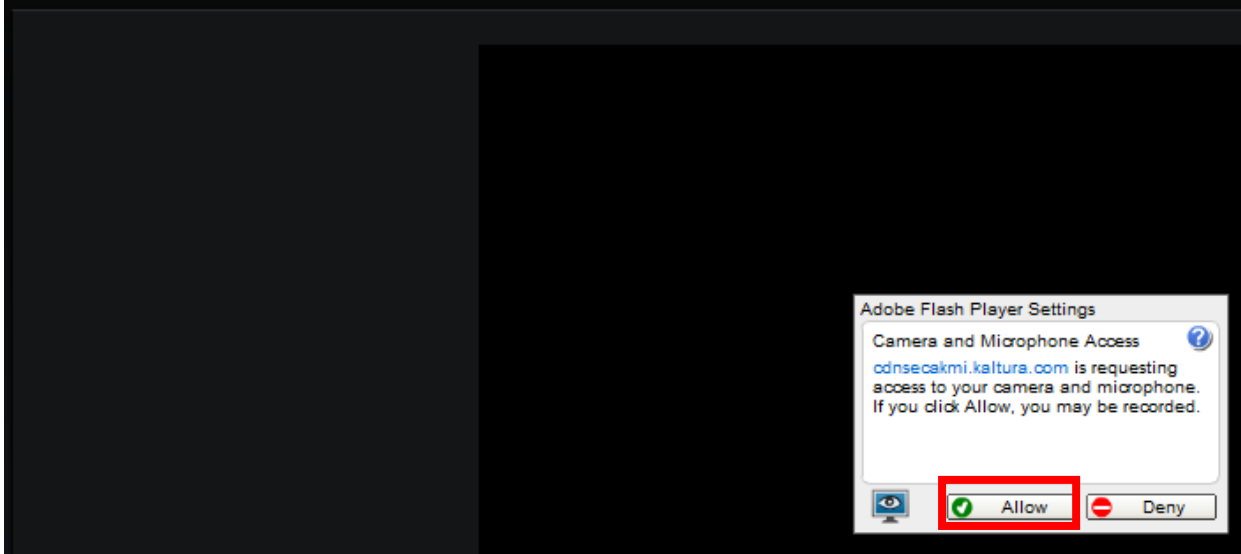 Adobe Flash Player Settings
Camera and Microphone Access
cdnsecakmi.kaltura.com is requesting
access to your camera and microphone.
If you click Allow, you may be recorded.
Allow
Deny